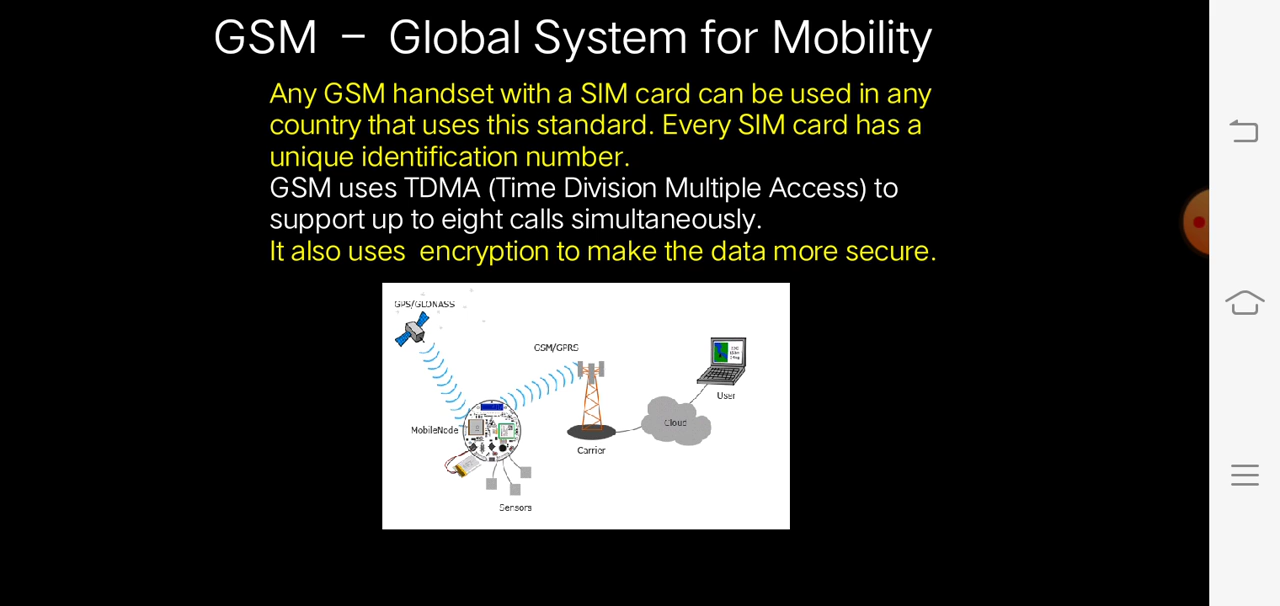 GSM – Global System for Mobility
Any GSM handset with a SIM card can be used in any
country that uses this standard. Every SIM card has a
unique identification number.
GSM uses TDMA (Time Division Multiple Access) to
support up to eight calls simultaneously.
It also uses encryption to make the data more secure.
GPS/GLONASS
GSM/GPRS
User
Cloud
MobileNode
Carrier
Sensors